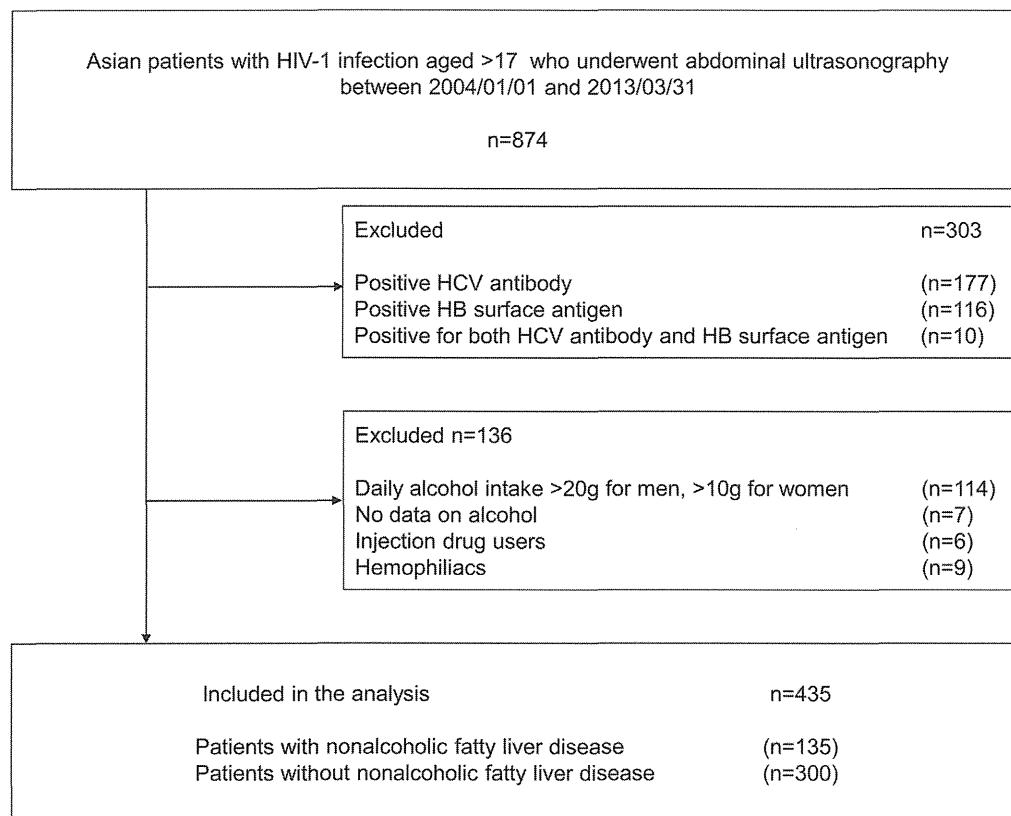 Asian patients with HIV-1 infection aged >17 who underwent abdominal ultrasonography
between 2004/01/01 and 2013/03/31
n=874
Excluded n=303
Positive HCV antibody (n=177)
Positive HB surface antigen (n=116)
Positive for both HCV antibody and HB surface antigen (n=10)
Excluded n=136
Daily alcohol intake >20g for men, >10g for women (n=114)
No data on alcohol (n=7)
Injection drug users (n=6)
Hemophiliacs (n=9)
Included in the analysis n=435
Patients with nonalcoholic fatty liver disease (n=135)
Patients without nonalcoholic fatty liver disease (n=300)